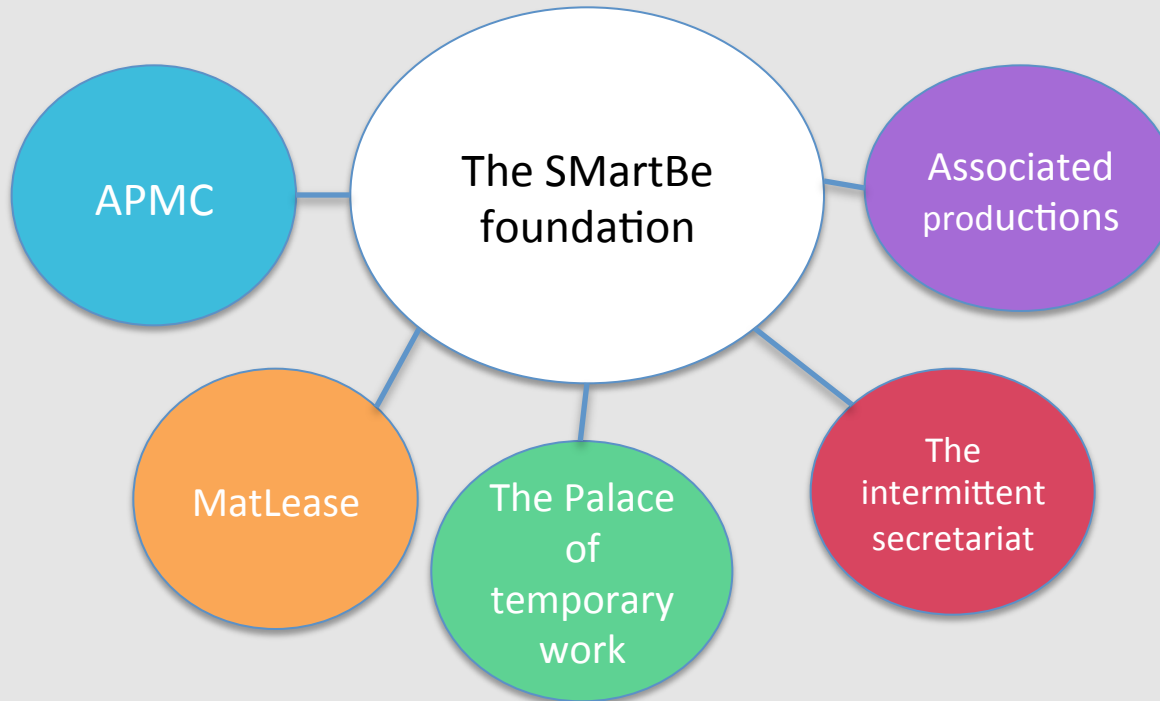 The SMartBe
foundation
APMC
Associated
productions
MatLease
The Palace
of
temporary
work
The
intermittent
secretariat